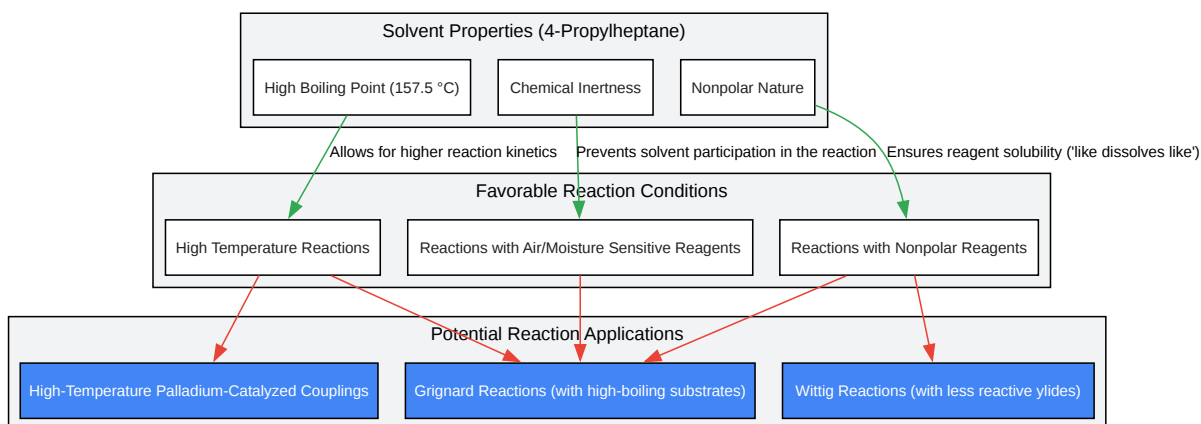 Solvent Properties (4-Propylheptane)
High Boiling Point (157.5 °C)
Chemical Inertness
Nonpolar Nature
Allows for higher reaction kinetics
Prevents solvent participation in the reaction
Ensures reagent solubility ('like dissolves like')
Favorable Reaction Conditions
High Temperature Reactions
Reactions with Air/Moisture Sensitive Reagents
Reactions with Nonpolar Reagents
Potential Reaction Applications
High-Temperature Palladium-Catalyzed Couplings
Grignard Reactions (with high-boiling substrates)
Wittig Reactions (with less reactive ylides)